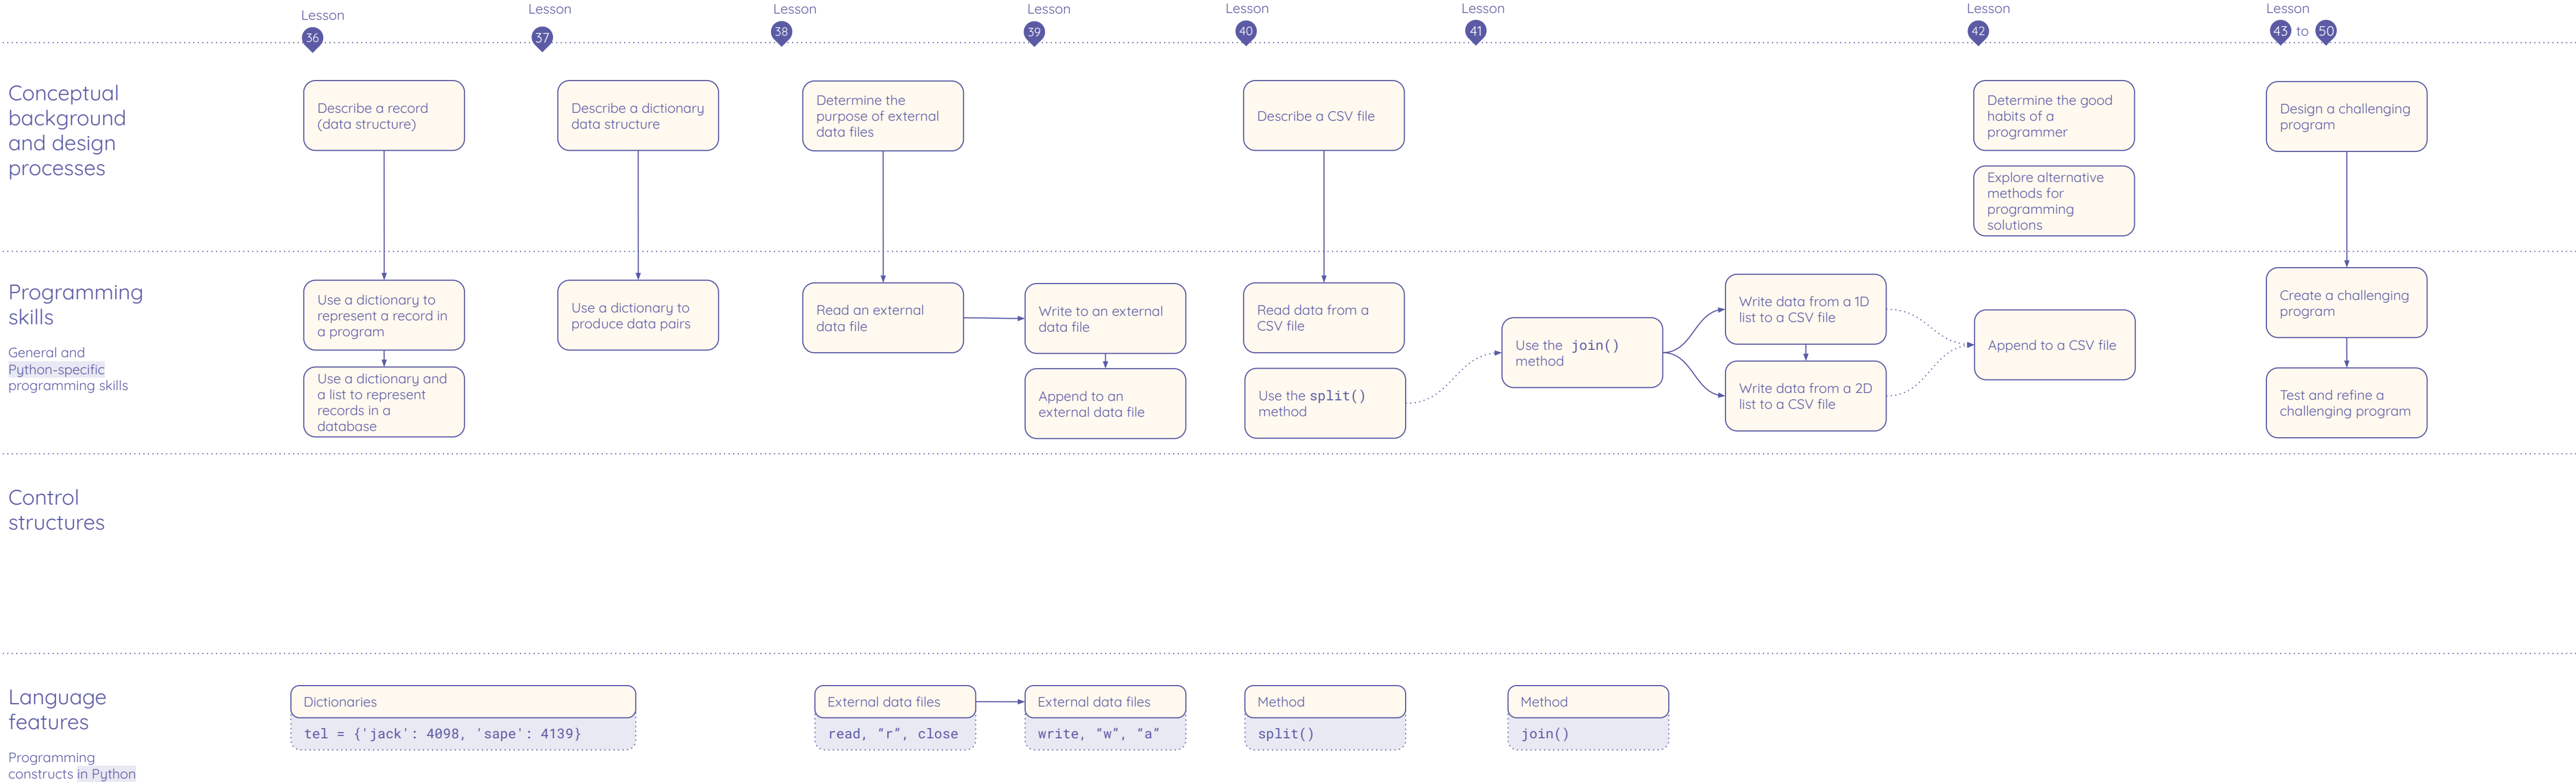 Lesson
36
Lesson
37
Lesson
38
Lesson
39
Lesson
40
Lesson
41
Lesson
42
Lesson
43 to 50
Conceptual
background
and design
processes
Describe a record
(data structure)
Describe a dictionary
data structure
Determine the
purpose of external
data files
Describe a CSV file
Determine the good
habits of a
programmer
Explore alternative
methods for
programming
solutions
Design a challenging
program
Programming
skills
General and
Python-specific
programming skills
Use a dictionary to
represent a record in
a program
Use a dictionary and
a list to represent
records in a
database
Use a dictionary to
produce data pairs
Read an external
data file
Write to an external
data file
Append to an
external data file
Read data from a
CSV file
Use the split()
method
Use the join()
method
Write data from a 1D
list to a CSV file
Write data from a 2D
list to a CSV file
Append to a CSV file
Create a challenging
program
Test and refine a
challenging program
Control
structures
Language
features
Programming
constructs in Python
Dictionaries
tel = {'jack': 4098, 'sape': 4139}
External data files
read, “r”, close
External data files
write, “w”, “a”
Method
split()
Method
join()